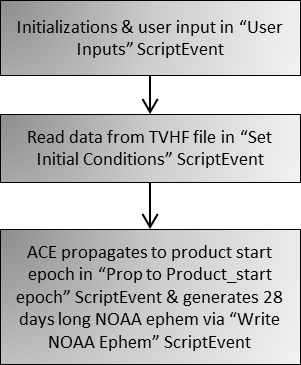 Initializations & user input in “User
Inputs” ScriptEvent
Read data from TVHF file in “Set
Initial Conditions” ScriptEvent
ACE propagates to product start
epoch in “Prop to Product_start
epoch” ScriptEvent & generates 28
days long NOAA ephem via “Write
NOAA Ephem” ScriptEvent